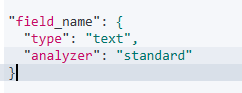 "field_name": {
  "type": "text",
  "analyzer": "standard"
}